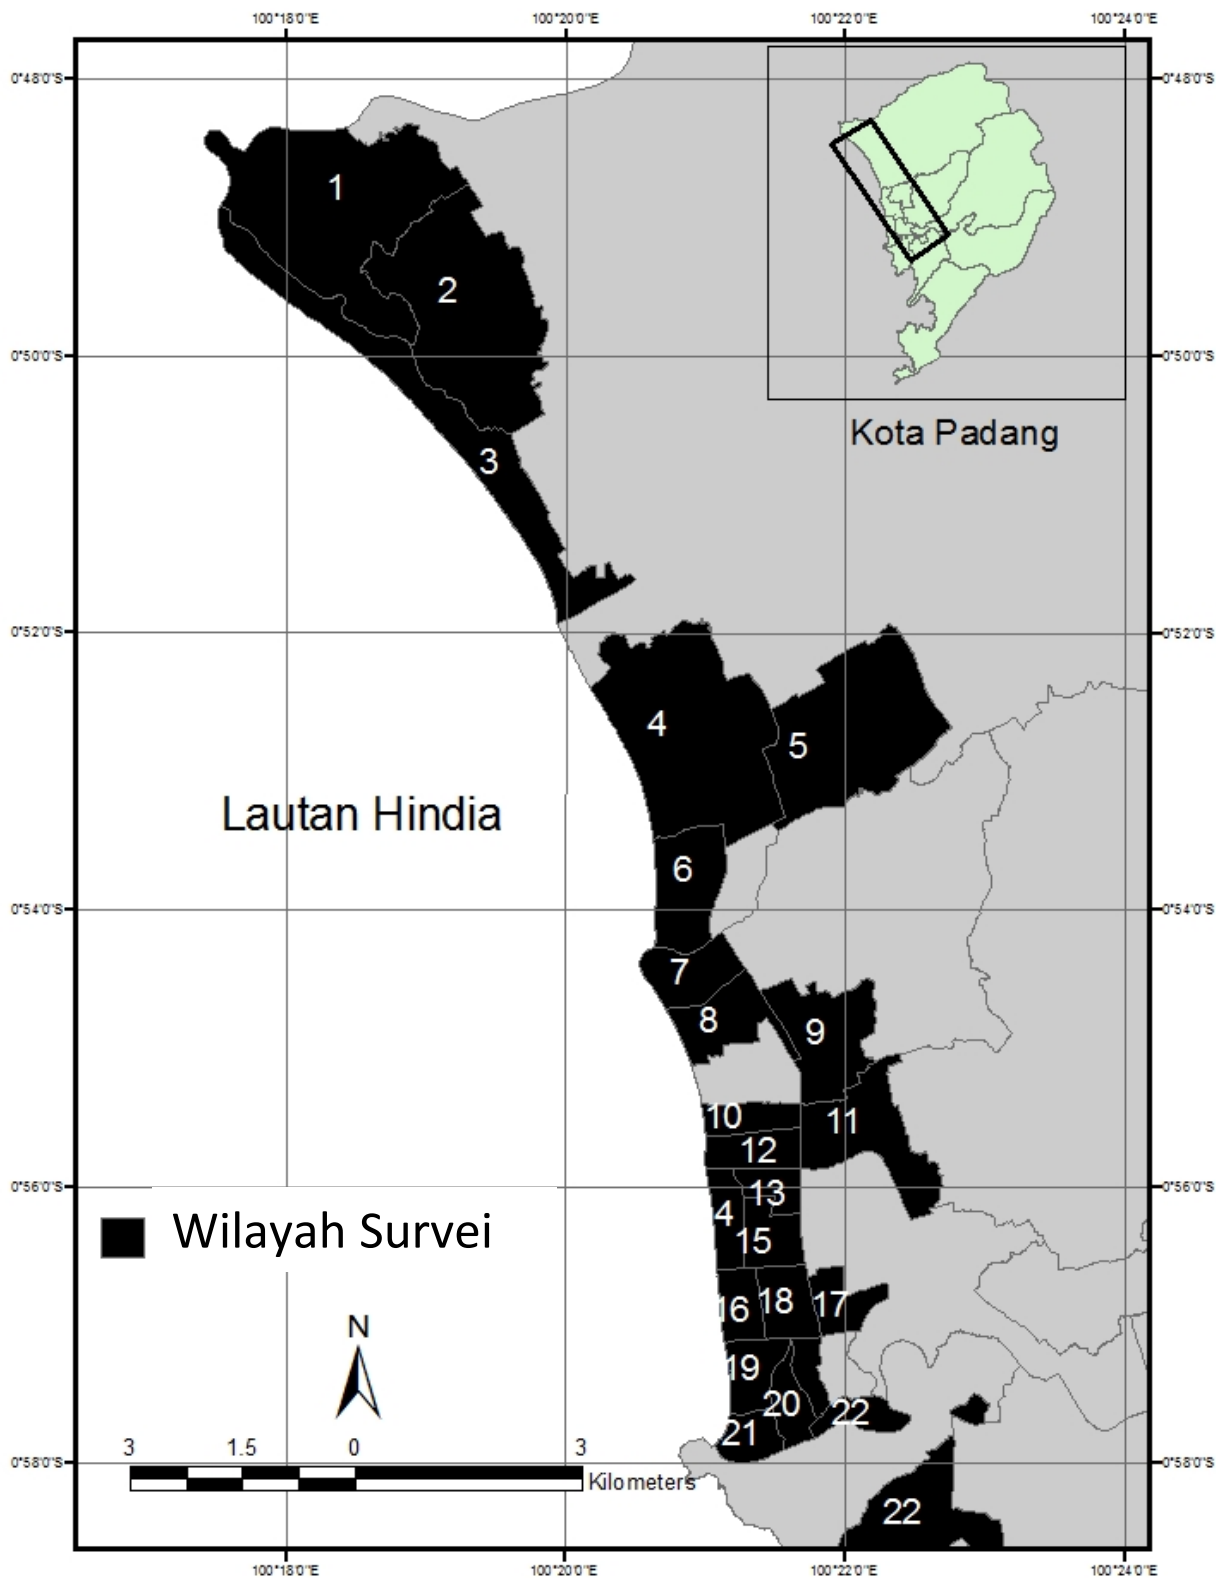 100°18'0"E 100°20'0"E 100°22'0"E 100°24'0"E
0°48'0"S 0°48'0"S
1
2
0°50'0"S 0°50'0"S
Kota Padang
3
0°52'0"S 0°52'0"S
4
5
Lautan Hindia
6
0°54'0"S 0°54'0"S
7
8
9
10
11
12
0°56'0"S 13 0°56'0"S
4
Wilayah Survei
15
16 18 17
N
19
20 22
21
3 1.5 0 3
0°58'0"S 0°58'0"S
Kilometers
22
100°18'0"E 100°20'0"E 100°22'0"E 100°24'0"E